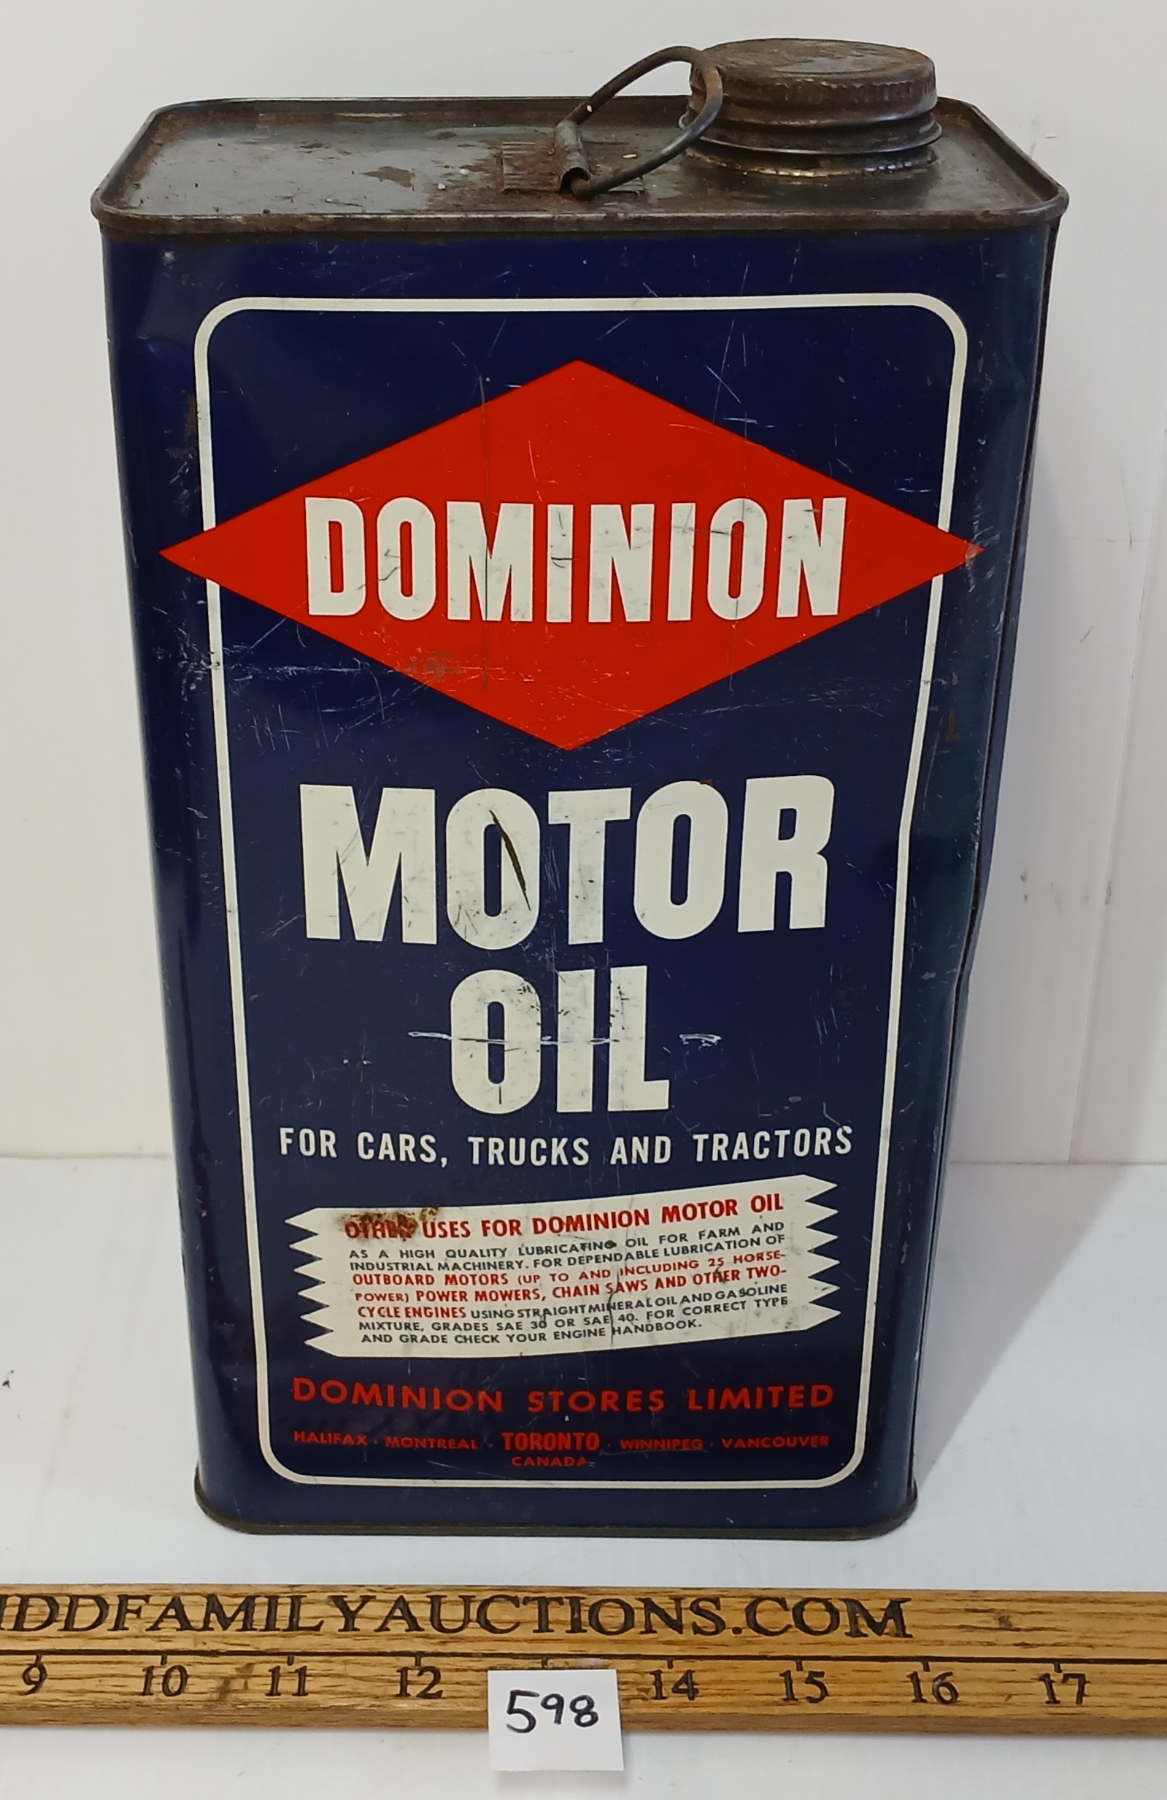 DOMINION
MOTOR
OIL
FOR CARS, TRUCKS AND TRACTORS
OTHER USES FOR DOMINION MOTOR OIL
AS A HIGH QUALITY LUBRICATING OIL FOR FARM AND
INDUSTRIAL MACHINERY. FOR DEPENDABLE LUBRICATION OF
OUTBOARD MOTORS (UP TO AND INCLUDING 25 HORSE-
POWER) POWER MOWERS, CHAIN SAWS AND OTHER TWO-
CYCLE ENGINES USING STRAIGHT MINERAL OIL AND GASOLINE
MIXTURE, GRADES SAE 30 OR SAE 40. FOR CORRECT TYPE
AND GRADE CHECK YOUR ENGINE HANDBOOK.
DOMINION STORES LIMITED
HALIFAX · MONTREAL · TORONTO · WINNIPEG · VANCOUVER
CANADA
IDDFAMILYAUCTIONS.COM
9 10 11 12 14 15 16 17
598